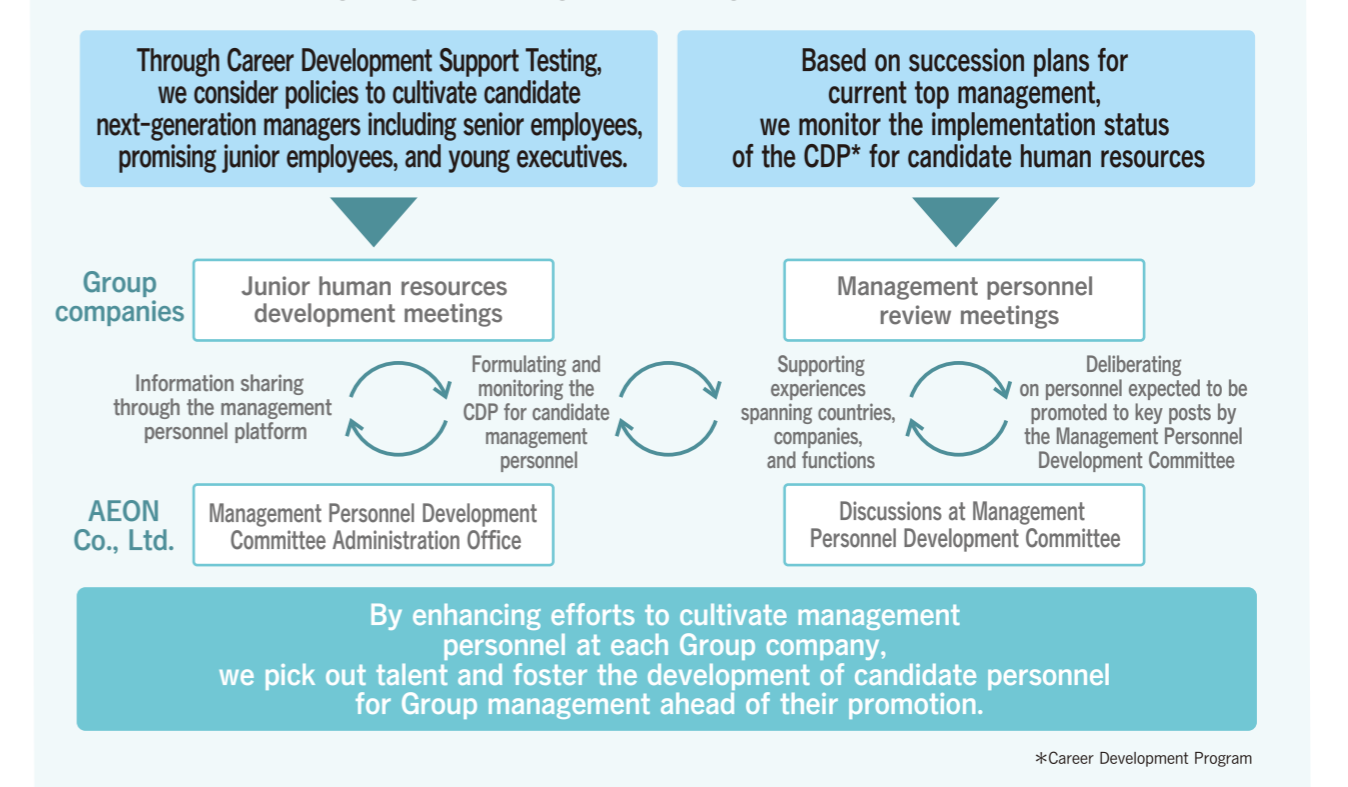 Through Career Development Support Testing,
we consider policies to cultivate candidate
next-generation managers including senior employees,
promising junior employees, and young executives.
Based on succession plans for
current top management,
we monitor the implementation status
of the CDP* for candidate human resources
Group
companies
Junior human resources
development meetings
Management personnel
review meetings
Information sharing
through the management
personnel platform
Formulating and
monitoring the
CDP for candidate
management
personnel
Supporting
experiences
spanning countries,
companies,
and functions
Deliberating
on personnel expected to be
promoted to key posts by
the Management Personnel
Development Committee
AEON
Co., Ltd.
Management Personnel Development
Committee Administration Office
Discussions at Management
Personnel Development Committee
By enhancing efforts to cultivate management
personnel at each Group company,
we pick out talent and foster the development of candidate personnel
for Group management ahead of their promotion.
＊Career Development Program